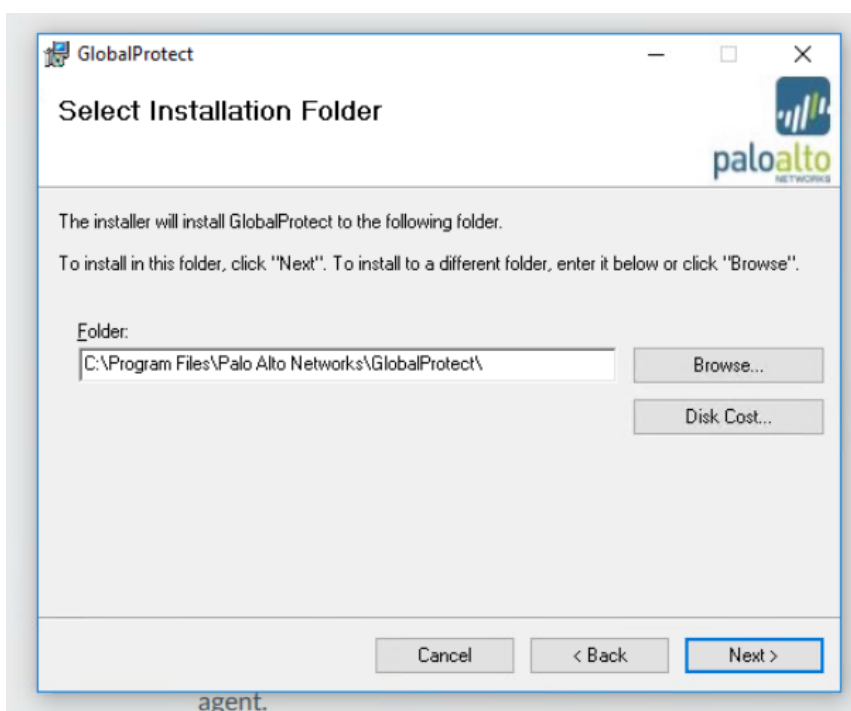 GlobalProtect
Select Installation Folder
paloalto
NETWORKS
The installer will install GlobalProtect to the following folder.
To install in this folder, click "Next". To install to a different folder, enter it below or click "Browse".
Folder:
C:\Program Files\Palo Alto Networks\GlobalProtect\
Browse...
Disk Cost...
Cancel
< Back
Next >
agent.